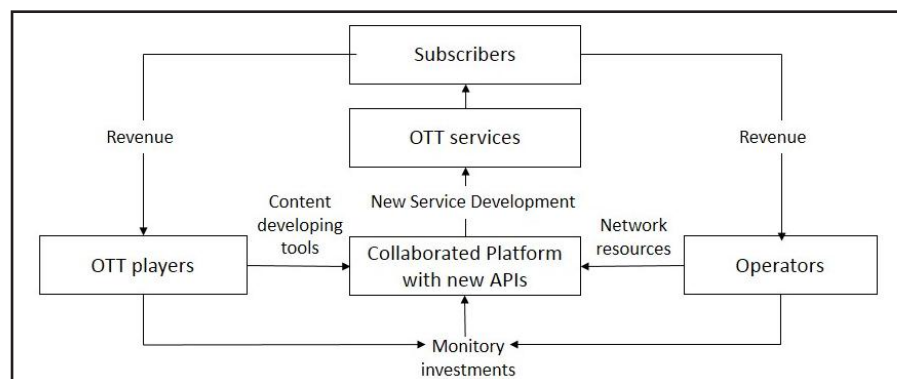 Subscribers
Revenue
OTT services
Revenue
Content
developing
tools
New Service Development
Network
resources
OTT players
Collaborated Platform
with new APIs
Operators
Monitory
investments